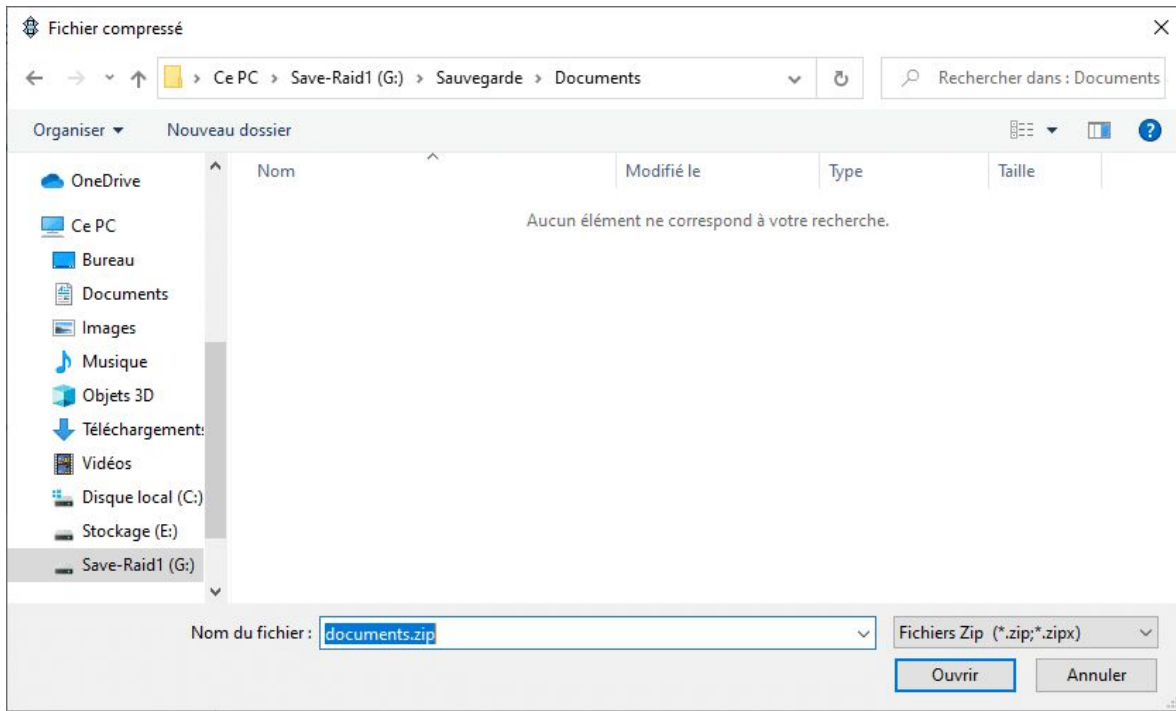 Fichier compressé
Ce PC > Save-Raid1 (G:) > Sauvegarde > Documents
Rechercher dans : Documents
Organiser
Nouveau dossier
Nom
Modifié le
Type
Taille
Aucun élément ne correspond à votre recherche.
OneDrive
Ce PC
Bureau
Documents
Images
Musique
Objets 3D
Téléchargements
Vidéos
Disque local (C:)
Stockage (E:)
Save-Raid1 (G:)
Nom du fichier : documents.zip
Fichiers Zip (*.zip;*.zipx)
Ouvrir
Annuler